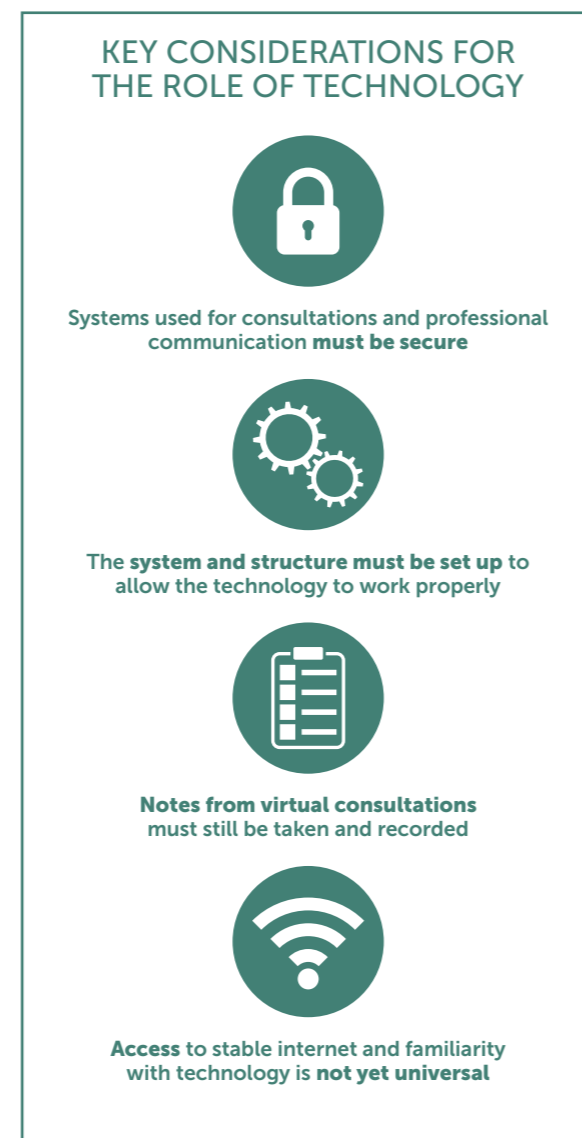 KEY CONSIDERATIONS FOR
THE ROLE OF TECHNOLOGY
Systems used for consultations and professional
communication must be secure
The system and structure must be set up to
allow the technology to work properly
Notes from virtual consultations
must still be taken and recorded
Access to stable internet and familiarity
with technology is not yet universal